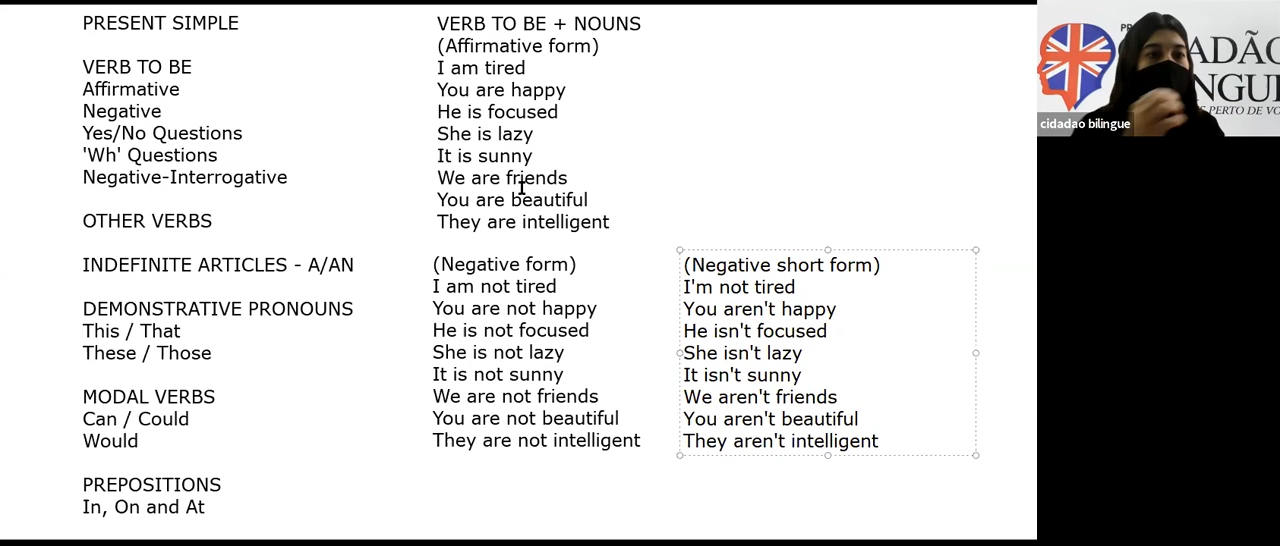 PRESENT SIMPLE
VERB TO BE
Affirmative
Negative
Yes/No Questions
'Wh' Questions
Negative-Interrogative
OTHER VERBS
INDEFINITE ARTICLES - A/AN
DEMONSTRATIVE PRONOUNS
This / That
These / Those
MODAL VERBS
Can / Could
Would
PREPOSITIONS
In, On and At
VERB TO BE + NOUNS
(Affirmative form)
I am tired
You are happy
He is focused
She is lazy
It is sunny
We are friends
You are beautiful
They are intelligent
(Negative form)
I am not tired
You are not happy
He is not focused
She is not lazy
It is not sunny
We are not friends
You are not beautiful
They are not intelligent
(Negative short form)
I'm not tired
You aren't happy
He isn't focused
She isn't lazy
It isn't sunny
We aren't friends
You aren't beautiful
They aren't intelligent
cidadao bilingue